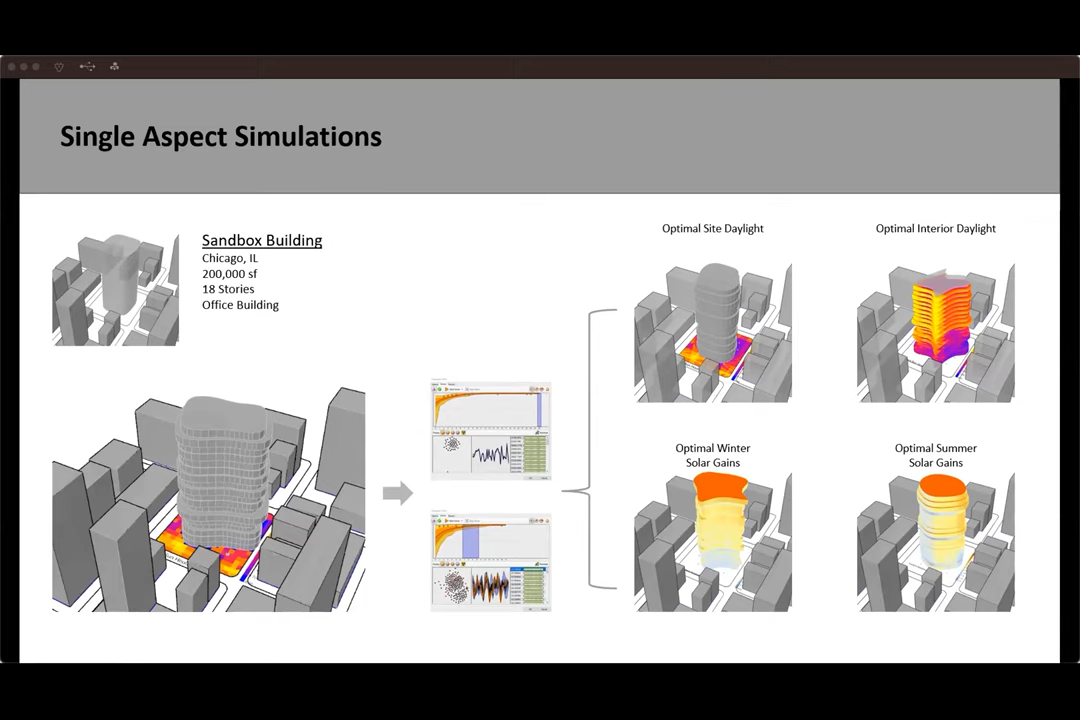 Single Aspect Simulations
Sandbox Building
Chicago, IL
200,000 sf
18 Stories
Office Building
Optimal Site Daylight
Optimal Interior Daylight
Optimal Winter
Solar Gains
Optimal Summer
Solar Gains